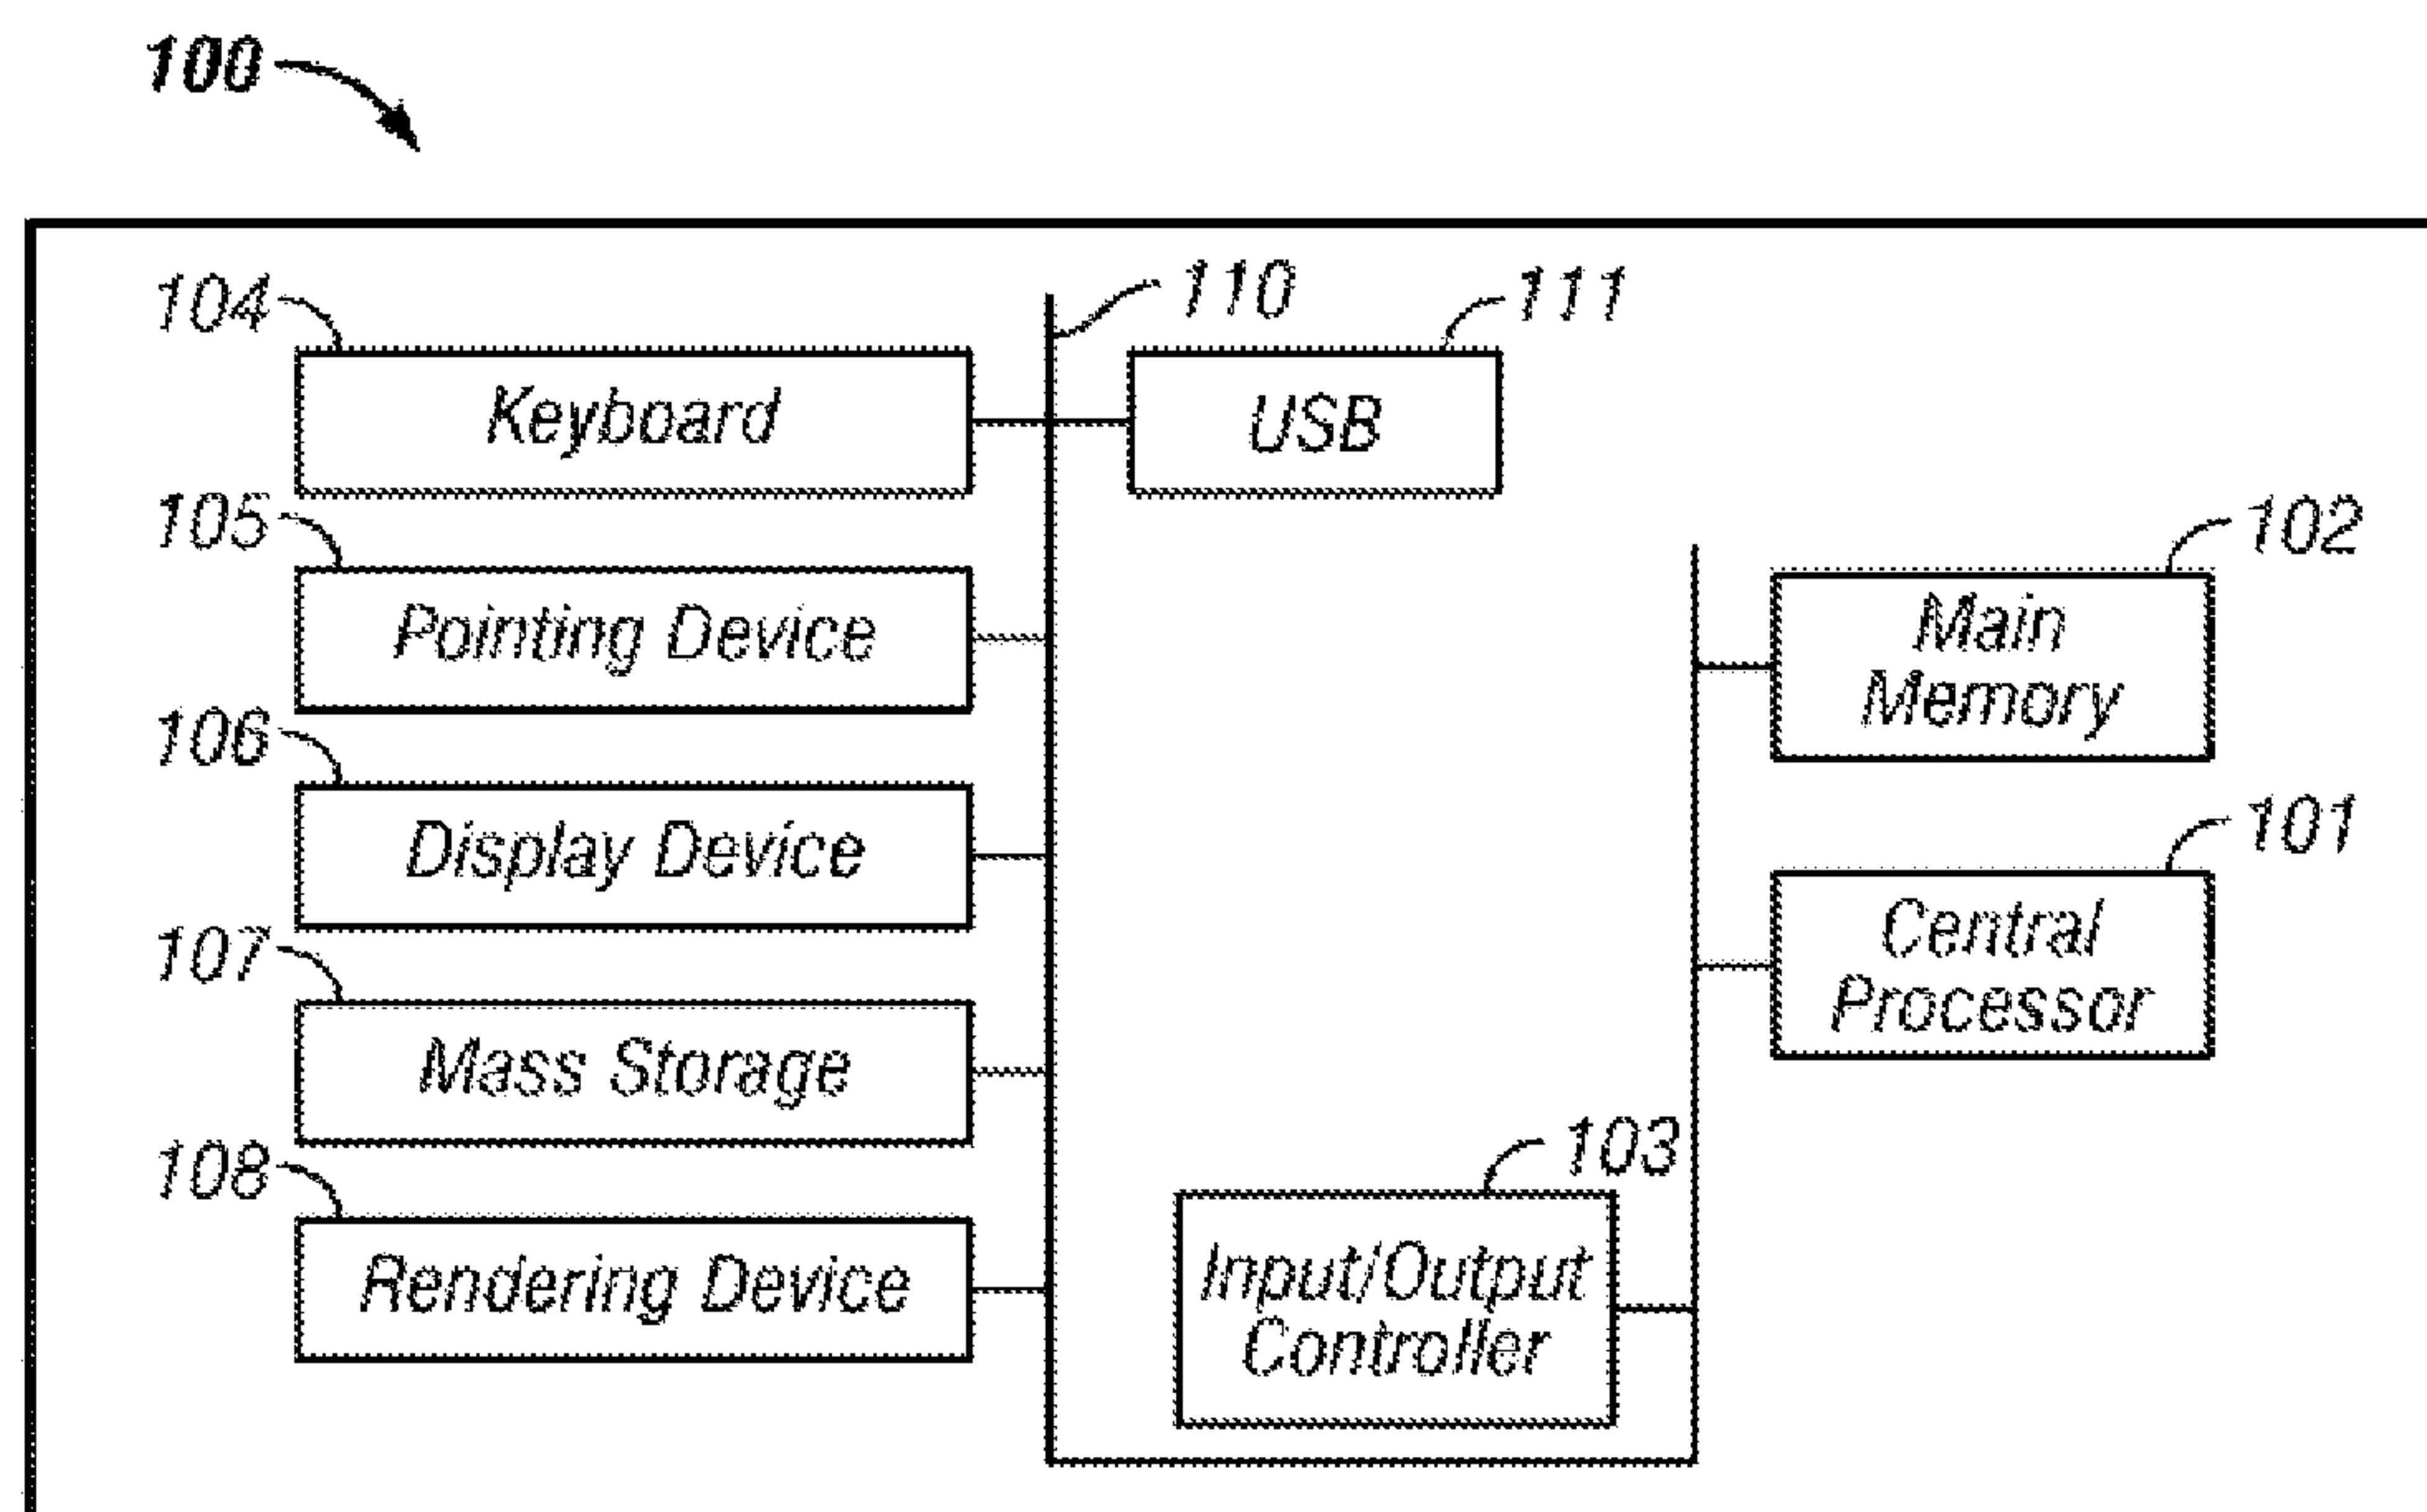 100
104
110
111
Keyboard
USB
105
102
Pointing Device
Main
Memory
106
101
Display Device
Central
Processor
107
Mass Storage
103
108
Input/Output
Controller
Rendering Device